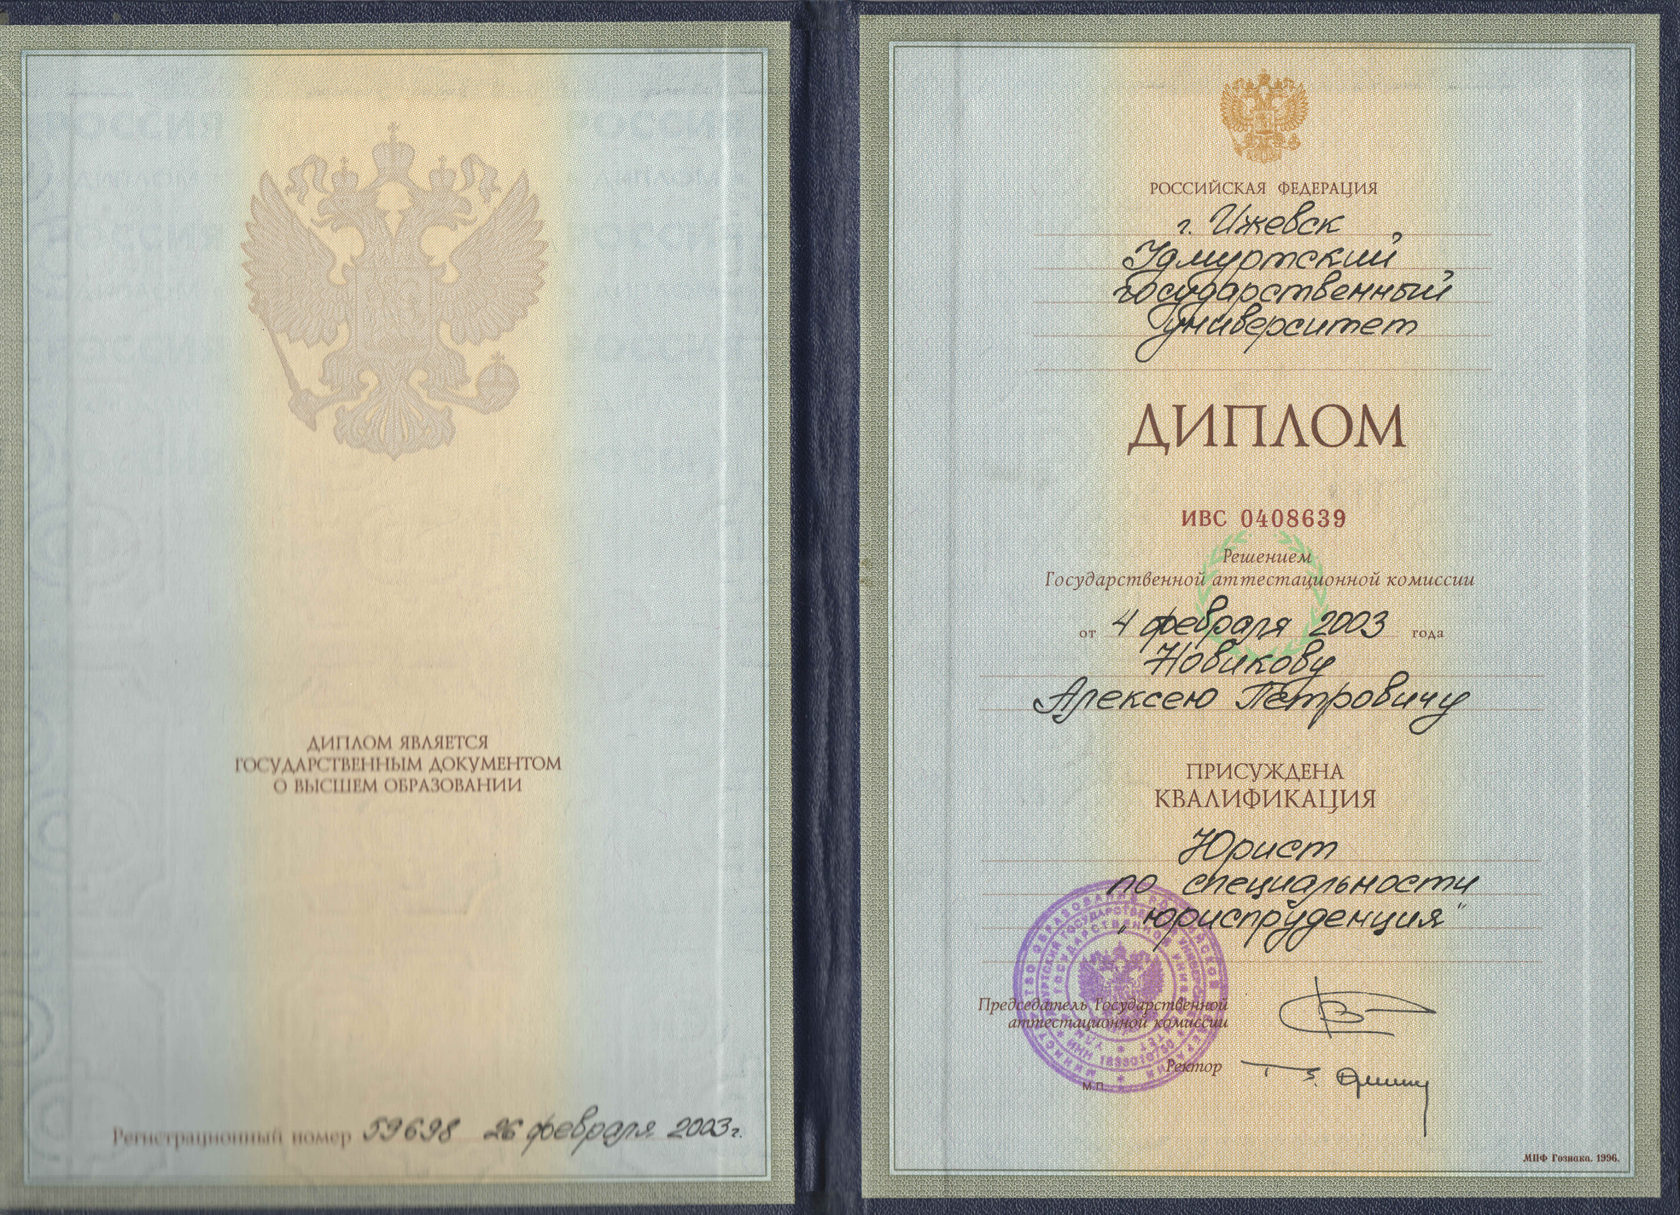 ДИПЛОМ ЯВЛЯЕТСЯ
ГОСУДАРСТВЕННЫМ ДОКУМЕНТОМ
О ВЫСШЕМ ОБРАЗОВАНИИ
Регистрационный номер 59698 26 февраля 2003г.
РОССИЙСКАЯ ФЕДЕРАЦИЯ
г. Ижевск
Удмуртский
государственный
университет
ДИПЛОМ
ИВС 0408639
Решением
Государственной аттестационной комиссии
от 4 февраля 2003 года
Новикову
Алексею Петровичу
ПРИСУЖДЕНА
КВАЛИФИКАЦИЯ
Юрист
по специальности
„юриспруденция"
Председатель Государственной
аттестационной комиссии
Ректор
М.П.
МПФ Гознака. 1996.